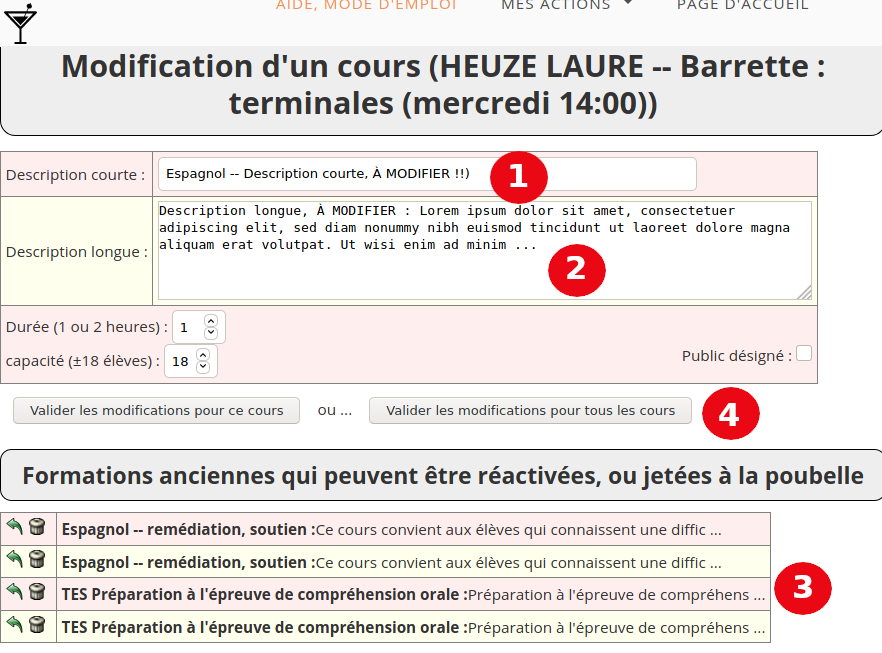 AIDE, MODE D'EMPLOI MES ACTIONS PAGE D'ACCUEIL
Modification d'un cours (HEUZE LAURE -- Barrette :
terminales (mercredi 14:00))
Description courte : Espagnol -- Description courte, À MODIFIER !!) 1
Description longue : Description longue, À MODIFIER : Lorem ipsum dolor sit amet, consectetuer
adipiscing elit, sed diam nonummy nibh euismod tincidunt ut laoreet dolore magna
aliquam erat volutpat. Ut wisi enim ad minim ...
2
Durée (1 ou 2 heures) : 1
capacité (±18 élèves) : 18 Public désigné :
Valider les modifications pour ce cours ou ... Valider les modifications pour tous les cours 4
Formations anciennes qui peuvent être réactivées, ou jetées à la poubelle
Espagnol -- remédiation, soutien :Ce cours convient aux élèves qui connaissent une diffic ...
Espagnol -- remédiation, soutien :Ce cours convient aux élèves qui connaissent une diffic ...
TES Préparation à l'épreuve de compréhension orale :Préparation à l'épreuve de compréhens ... 3
TES Préparation à l'épreuve de compréhension orale :Préparation à l'épreuve de compréhens ...